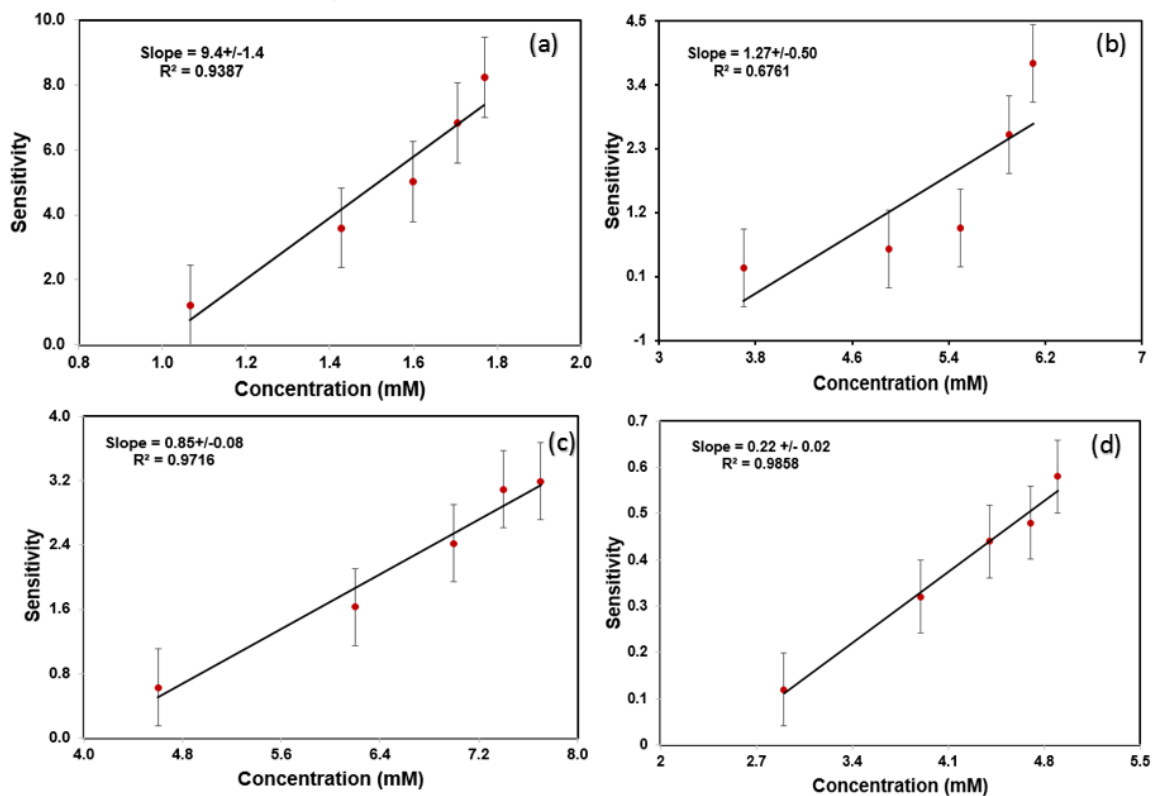 (a)
Slope = 9.4+/-1.4
R² = 0.9387
10.0
8.0
6.0
4.0
2.0
0.0
Sensitivity
0.8 1.0 1.2 1.4 1.6 1.8 2.0
Concentration (mM)
(b)
Slope = 1.27+/-0.50
R² = 0.6761
4.5
3.4
2.3
1.2
0.1
-1
Sensitivity
3 3.8 4.6 5.4 6.2 7
Concentration (mM)
(c)
Slope = 0.85+/-0.08
R² = 0.9716
4.0
3.2
2.4
1.6
0.8
0.0
Sensitivity
4.0 4.8 5.6 6.4 7.2 8.0
Concentration (mM)
(d)
Slope = 0.22 +/- 0.02
R² = 0.9858
0.7
0.6
0.5
0.4
0.3
0.2
0.1
0
Sensitivity
2 2.7 3.4 4.1 4.8 5.5
Concentration (mM)